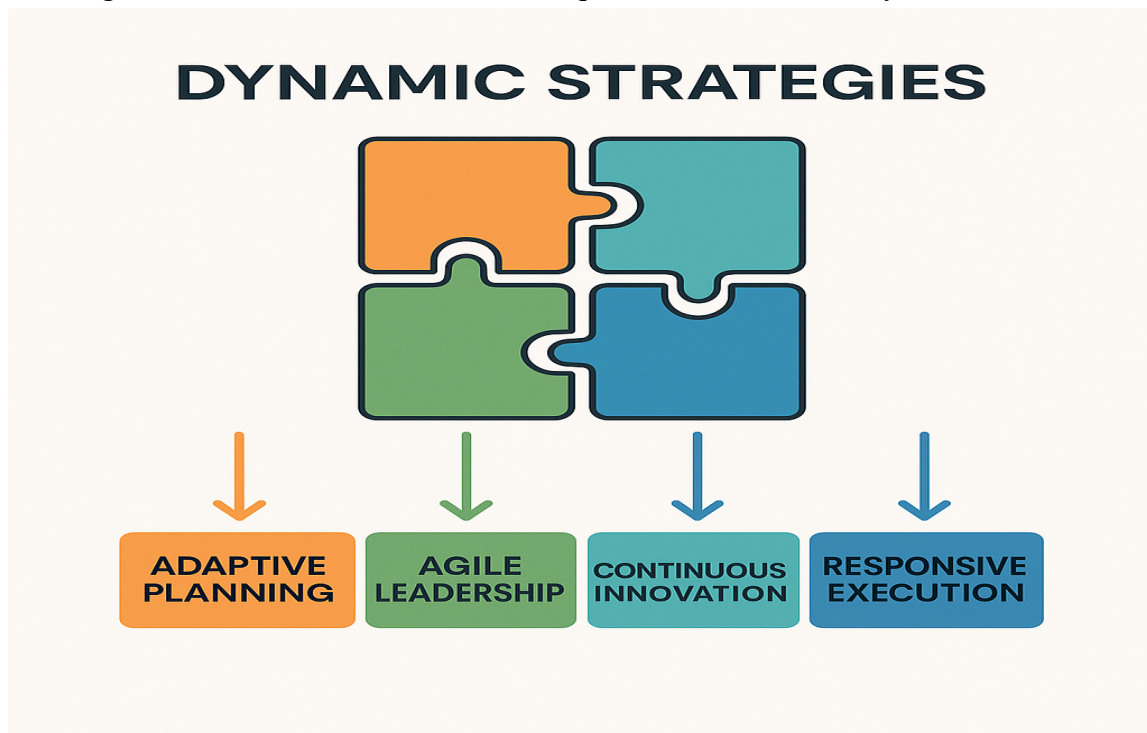 DYNAMIC STRATEGIES
ADAPTIVE
PLANNING
AGILE
LEADERSHIP
CONTINUOUS
INNOVATION
RESPONSIVE
EXECUTION